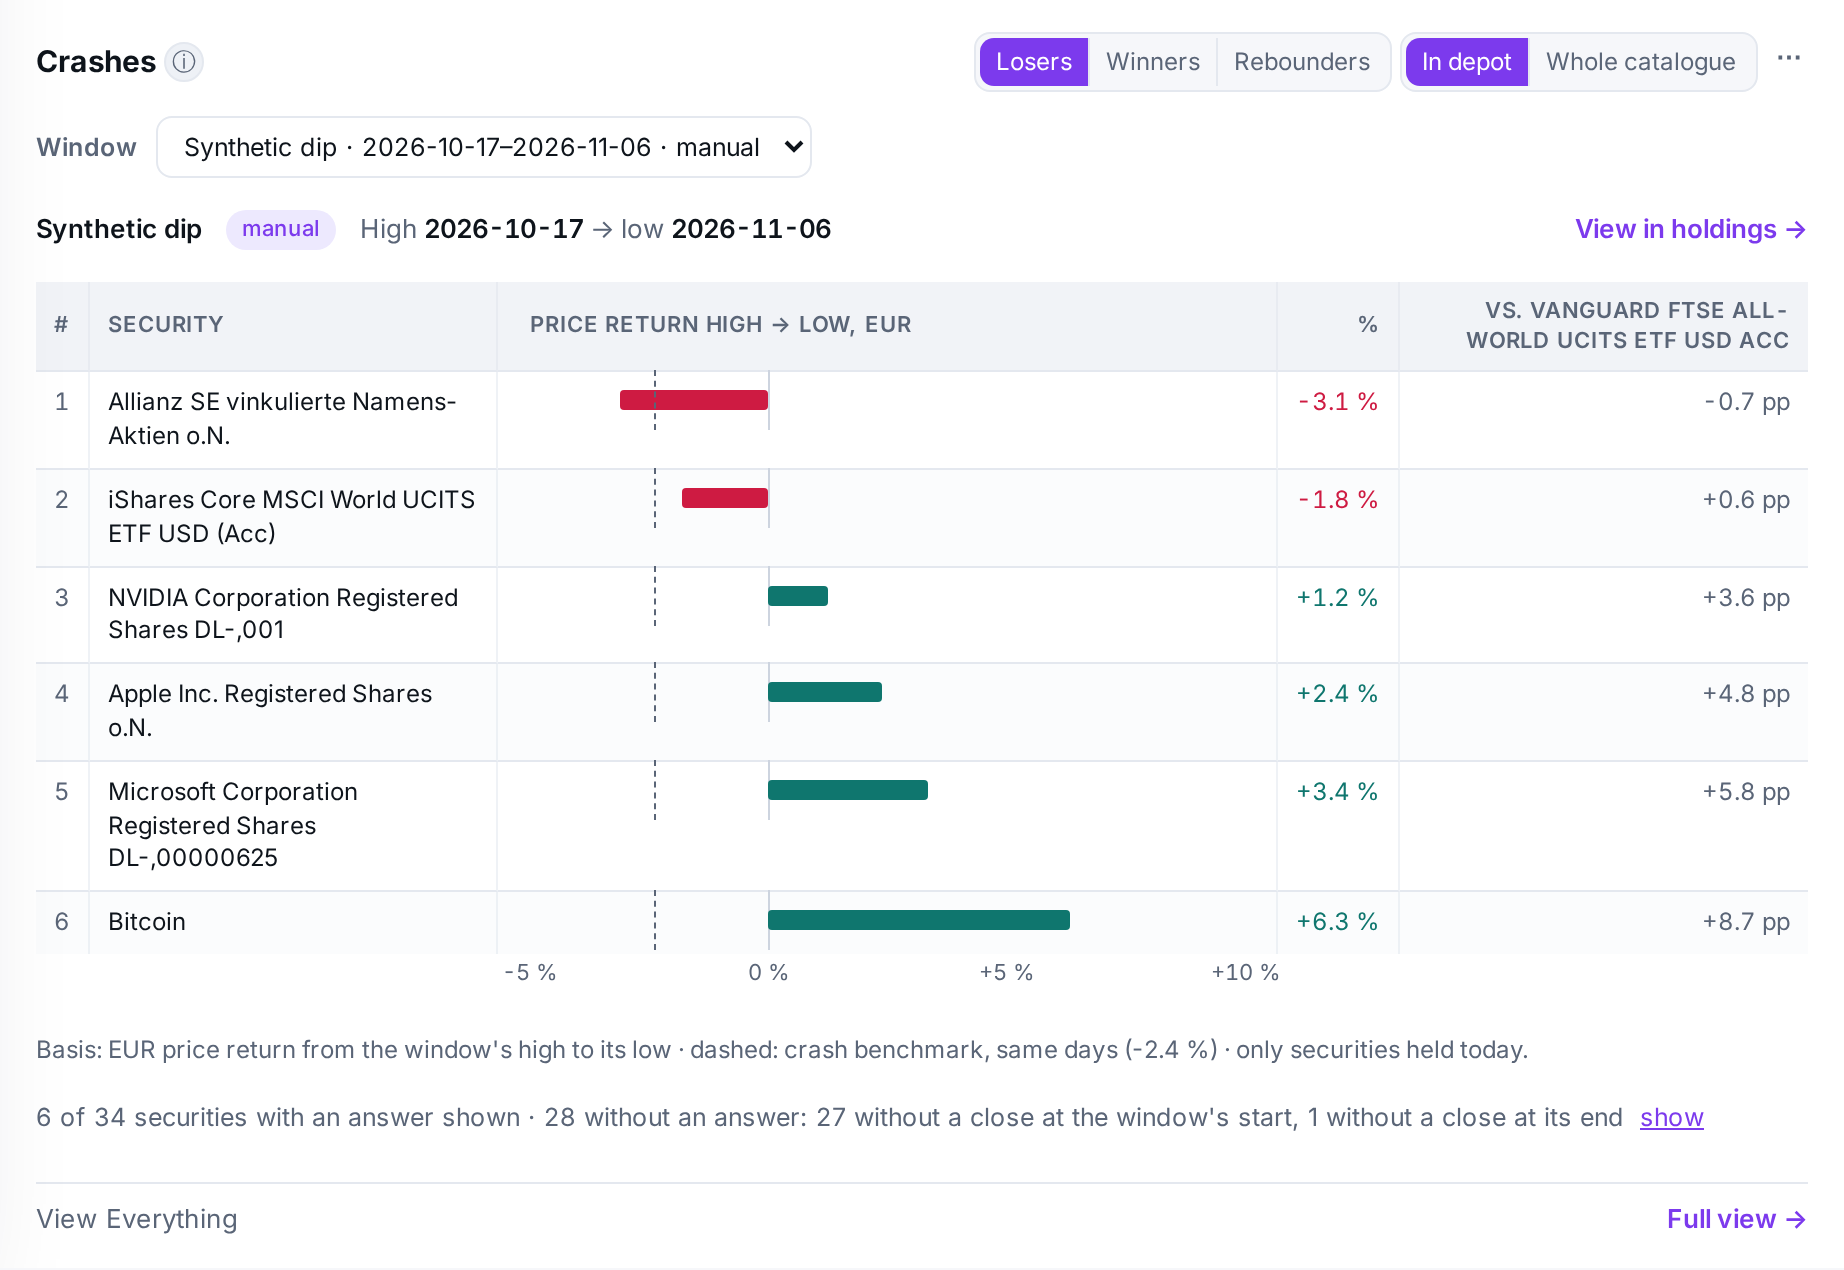 Crashes ⓘ Losers Winners Rebounders In depot Whole catalogue ···
Window Synthetic dip · 2026-10-17–2026-11-06 · manual
Synthetic dip manual High 2026-10-17 → low 2026-11-06 View in holdings →
# SECURITY PRICE RETURN HIGH → LOW, EUR % VS. VANGUARD FTSE ALL-
WORLD UCITS ETF USD ACC
1 Allianz SE vinkulierte Namens- -3.1 % -0.7 pp
Aktien o.N.
2 iShares Core MSCI World UCITS -1.8 % +0.6 pp
ETF USD (Acc)
3 NVIDIA Corporation Registered +1.2 % +3.6 pp
Shares DL-,001
4 Apple Inc. Registered Shares +2.4 % +4.8 pp
o.N.
5 Microsoft Corporation +3.4 % +5.8 pp
Registered Shares
DL-,00000625
6 Bitcoin +6.3 % +8.7 pp
-5 % 0 % +5 % +10 %
Basis: EUR price return from the window's high to its low · dashed: crash benchmark, same days (-2.4 %) · only securities held today.
6 of 34 securities with an answer shown · 28 without an answer: 27 without a close at the window's start, 1 without a close at its end show
View Everything Full view →